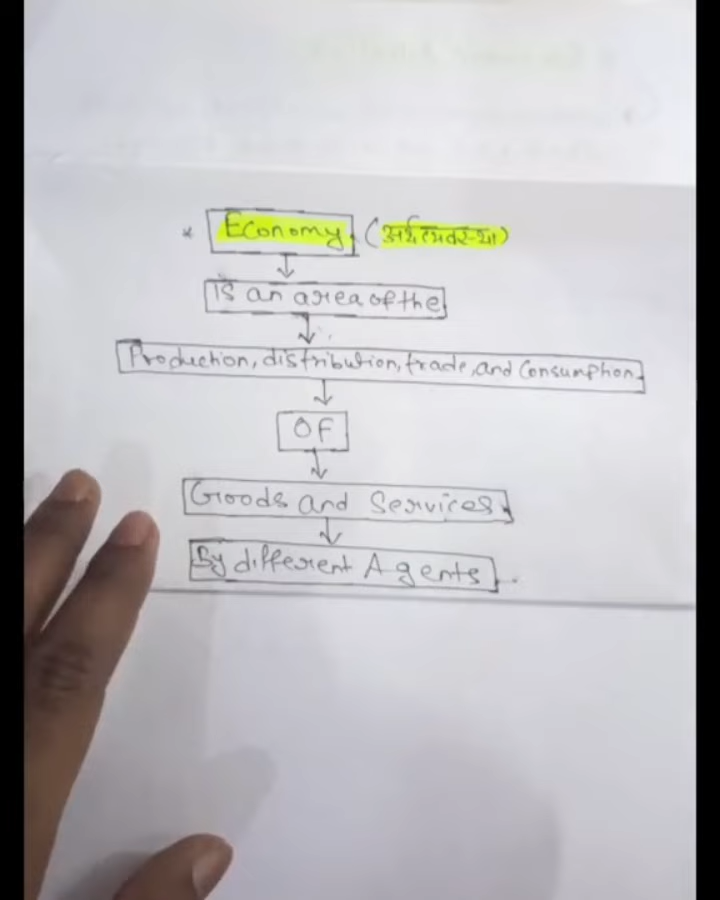 * Economy (अर्थव्यवस्था)
is an area of the
Production, distribution, trade, and Consumption
OF
Goods and Services
By different Agents.